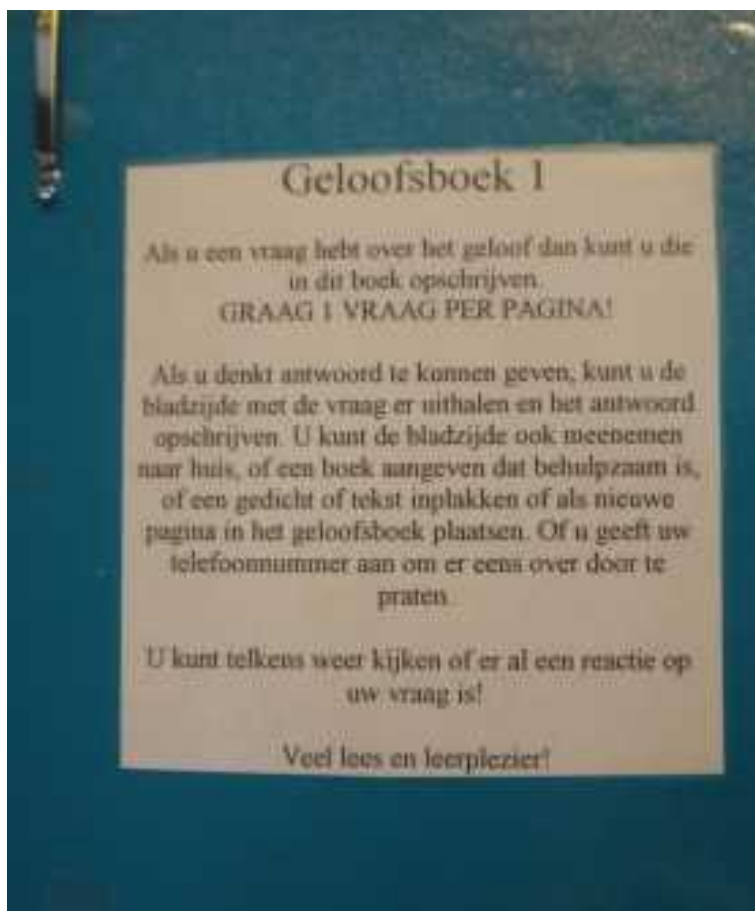 Geloofsboek 1
Als u een vraag hebt over het geloof dan kunt u die
in dit boek opschrijven.
GRAAG 1 VRAAG PER PAGINA!
Als u denkt antwoord te kunnen geven, kunt u de
bladzijde met de vraag er uithalen en het antwoord
opschrijven. U kunt de bladzijde ook meenemen
naar huis, of een boek aangeven dat behulpzaam is,
of een gedicht of tekst inplakken of als nieuwe
pagina in het geloofsboek plaatsen. Of u geeft uw
telefoonnummer aan om er eens over door te
praten.
U kunt telkens weer kijken of er al een reactie op
uw vraag is!
Veel lees en leerplezier!